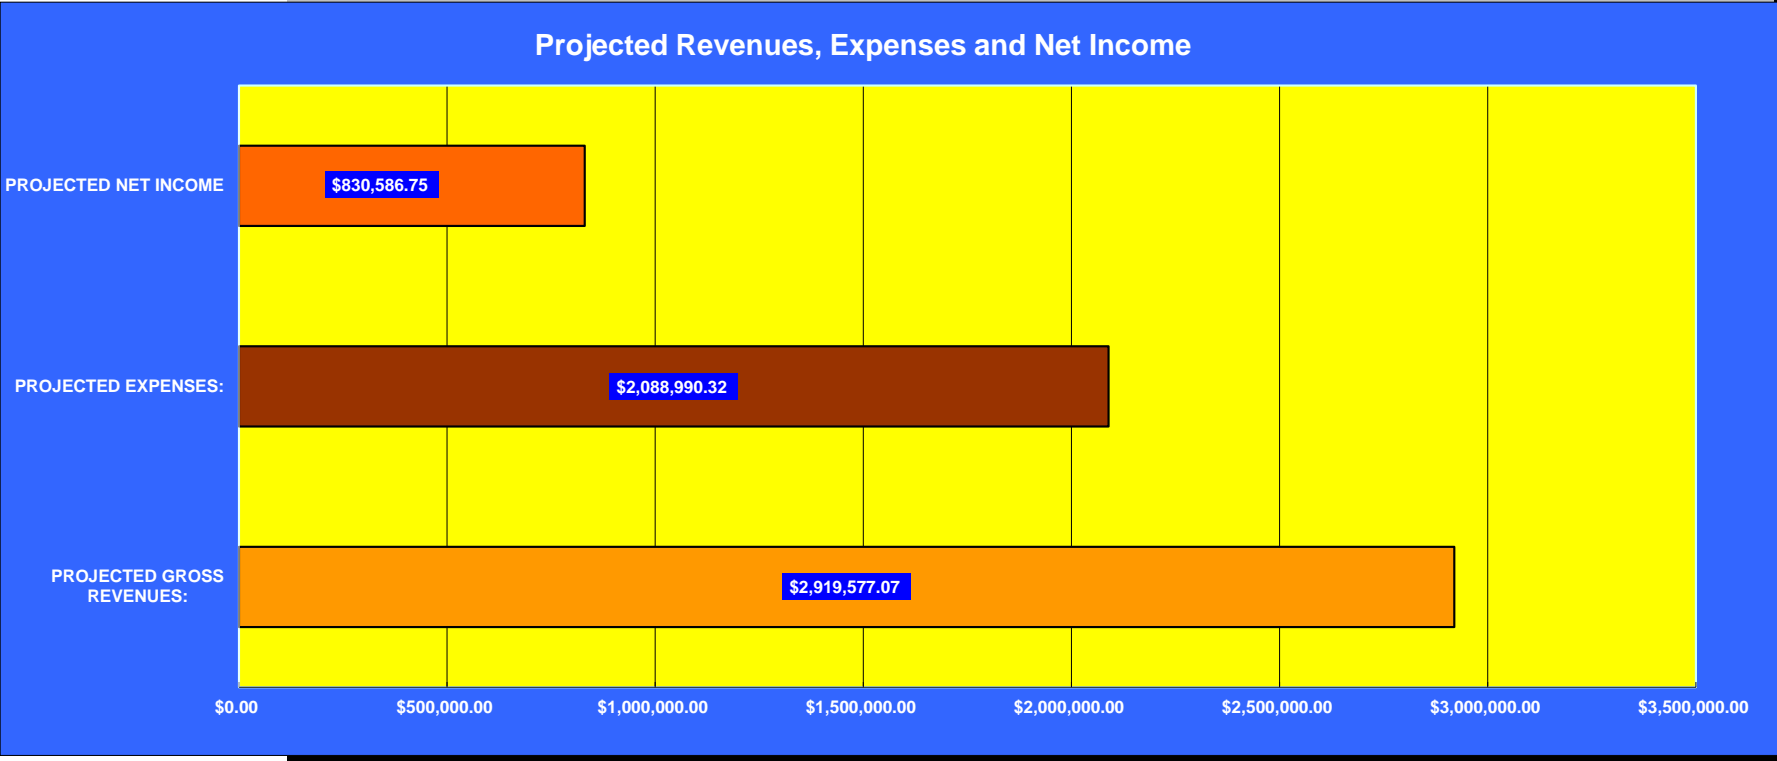 Projected Revenues, Expenses and Net Income
PROJECTED NET INCOME
$830,586.75
PROJECTED EXPENSES:
$2,088,990.32
PROJECTED GROSS
REVENUES:
$2,919,577.07
$0.00
$500,000.00
$1,000,000.00
$1,500,000.00
$2,000,000.00
$2,500,000.00
$3,000,000.00
$3,500,000.00